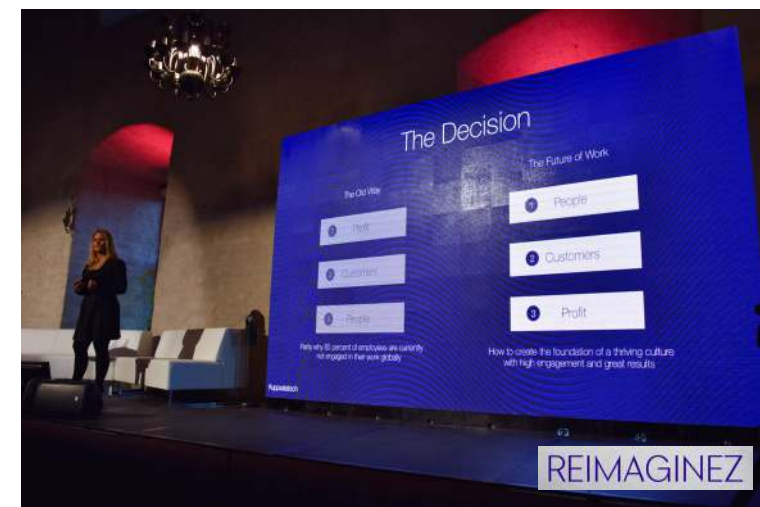 The Decision
The Old Way
1 Profit
2 Customers
3 People
Partly why 85 percent of employees are currently
not engaged in their work globally
The Future of Work
1 People
2 Customers
3 Profit
How to create the foundation of a thriving culture
with high engagement and great results
REIMAGINEZ